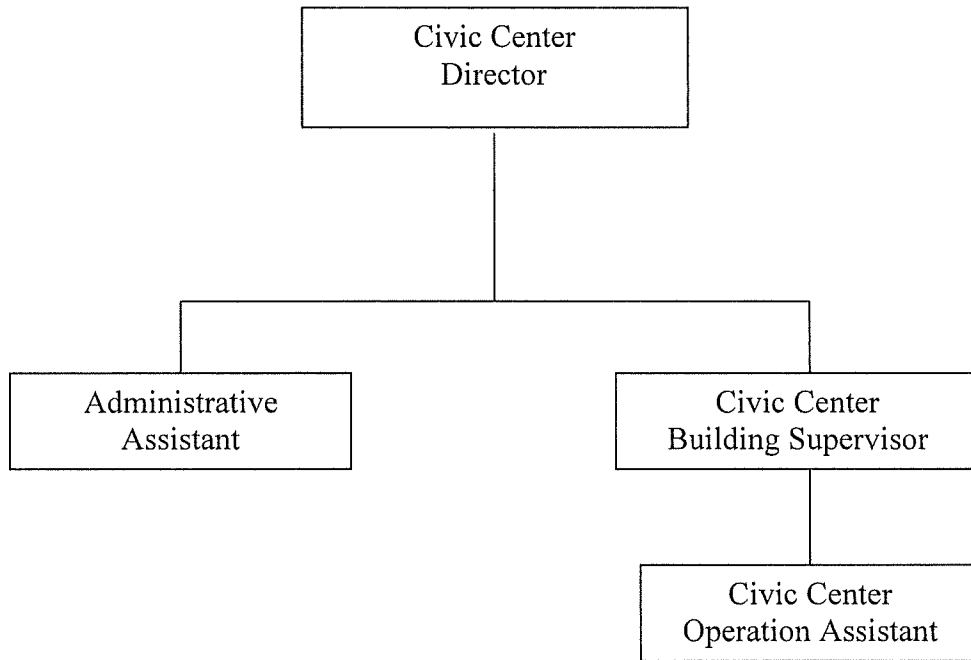 Civic Center
Director
Administrative
Assistant
Civic Center
Building Supervisor
Civic Center
Operation Assistant